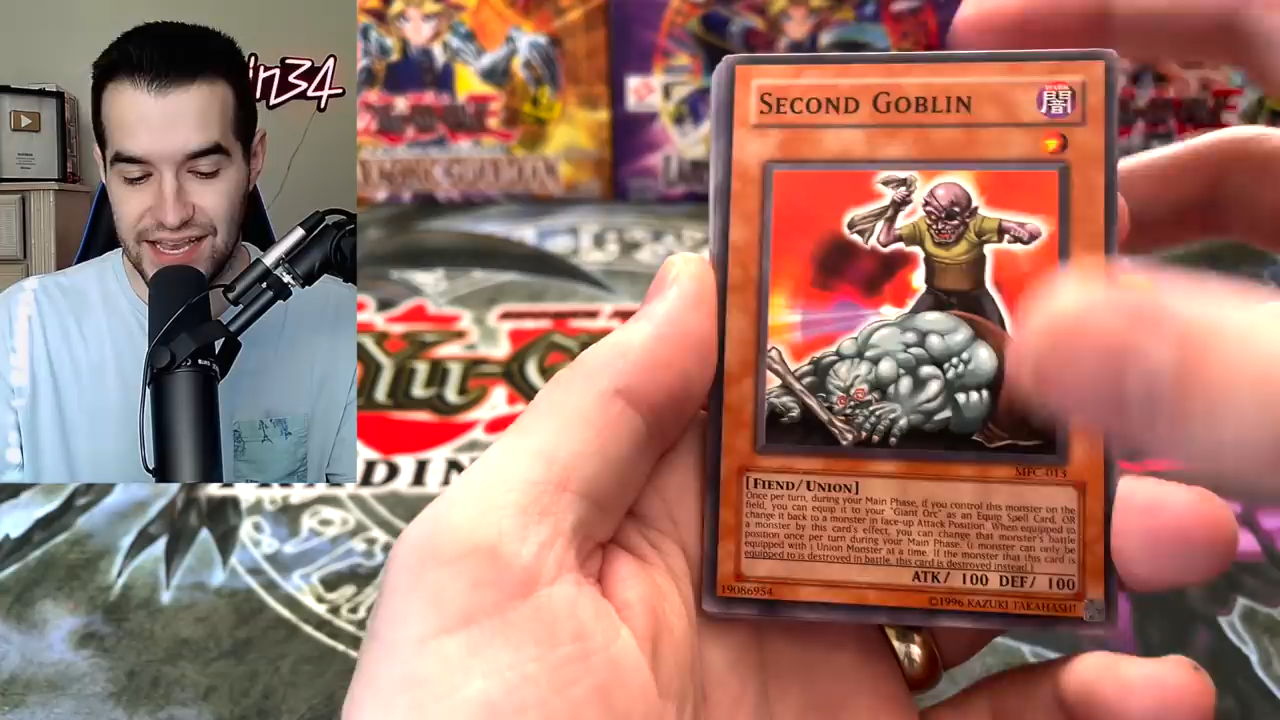 in34
SECOND GOBLIN
闇
MFC-013
[FIEND/UNION]
Once per turn, during your Main Phase, if you control this monster on the
field, you can equip it to your "Giant Orc" as an Equip Spell Card, OR
change it back to a monster in face-up Attack Position. When equipped to
a monster by this card's effect, you can change that monster's battle
position once per turn during your Main Phase. (1 monster can only be
equipped with 1 Union Monster at a time. If the monster that this card is
equipped to is destroyed in battle, this card is destroyed instead.)
ATK/ 100 DEF/ 100
19086954
©1996 KAZUKI TAKAHASHI
Yu-G
DIN